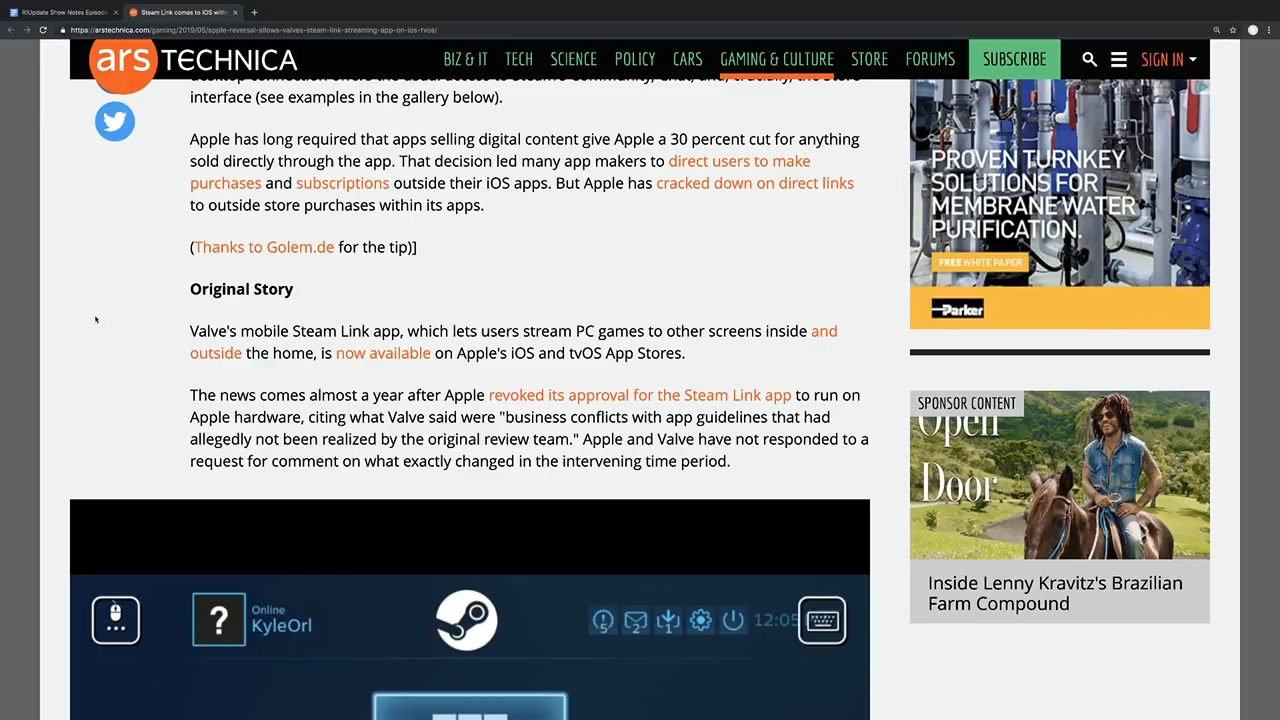 R!Update Show Notes Episode
Steam Link comes to iOS with
https://arstechnica.com/gaming/2019/05/apple-reversal-allows-valves-steam-link-streaming-app-on-ios-tvos/
ars TECHNICA
BIZ & IT TECH SCIENCE POLICY CARS GAMING & CULTURE STORE FORUMS SUBSCRIBE SIGN IN
interface (see examples in the gallery below).
Apple has long required that apps selling digital content give Apple a 30 percent cut for anything
sold directly through the app. That decision led many app makers to direct users to make
purchases and subscriptions outside their iOS apps. But Apple has cracked down on direct links
to outside store purchases within its apps.
(Thanks to Golem.de for the tip)]
Original Story
Valve's mobile Steam Link app, which lets users stream PC games to other screens inside and
outside the home, is now available on Apple's iOS and tvOS App Stores.
The news comes almost a year after Apple revoked its approval for the Steam Link app to run on
Apple hardware, citing what Valve said were "business conflicts with app guidelines that had
allegedly not been realized by the original review team." Apple and Valve have not responded to a
request for comment on what exactly changed in the intervening time period.
? Online
KyleOrl
5 2 1 12:05
PROVEN TURNKEY
SOLUTIONS FOR
MEMBRANE WATER
PURIFICATION.
FREE WHITE PAPER
Parker
SPONSOR CONTENT
Open
Door
Inside Lenny Kravitz's Brazilian
Farm Compound